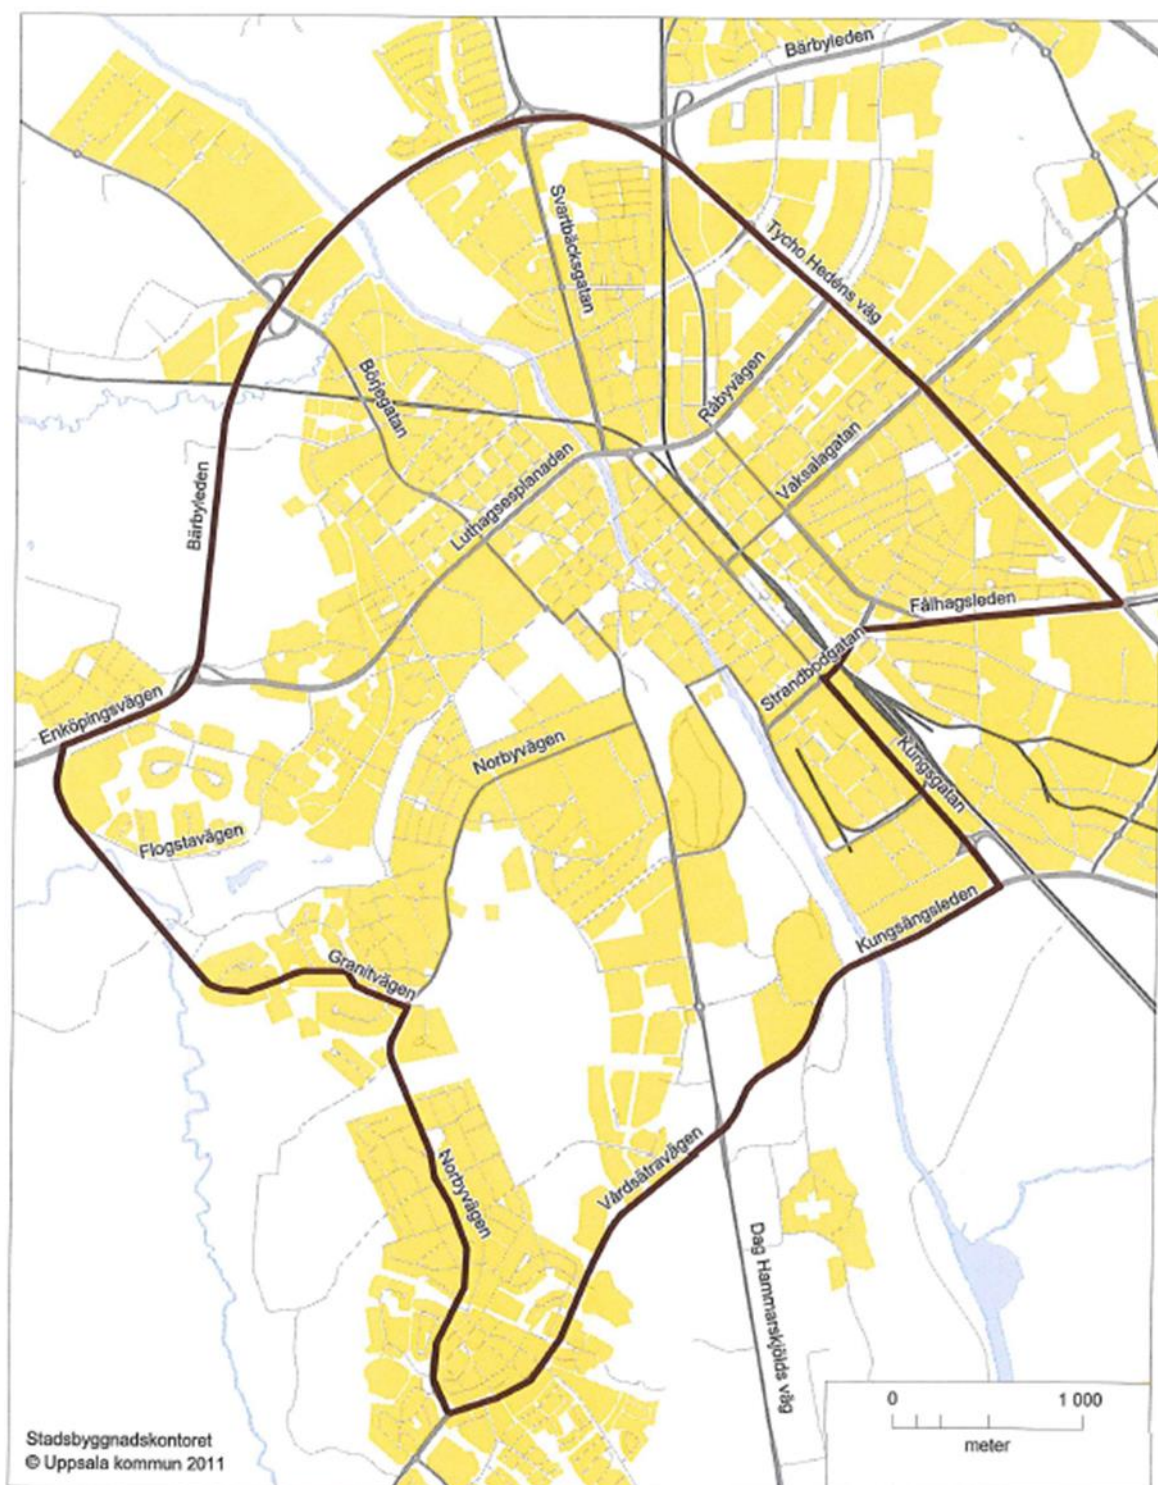 Bärbyleden
Svartbäcksgatan
Tycho Hedéns väg
Börjegatan
Råbyvägen
Vaksalagatan
Luthagsesplanaden
Bärbyleden
Fålhagsleden
Strandbodgatan
Enköpingsvägen
Norbyvägen
Kungsgatan
Flogstavägen
Kungsängsleden
Granitvägen
Norbyvägen
Vårdsätravägen
Dag Hammarskjölds väg
0 1 000
meter
Stadsbyggnadskontoret
© Uppsala kommun 2011